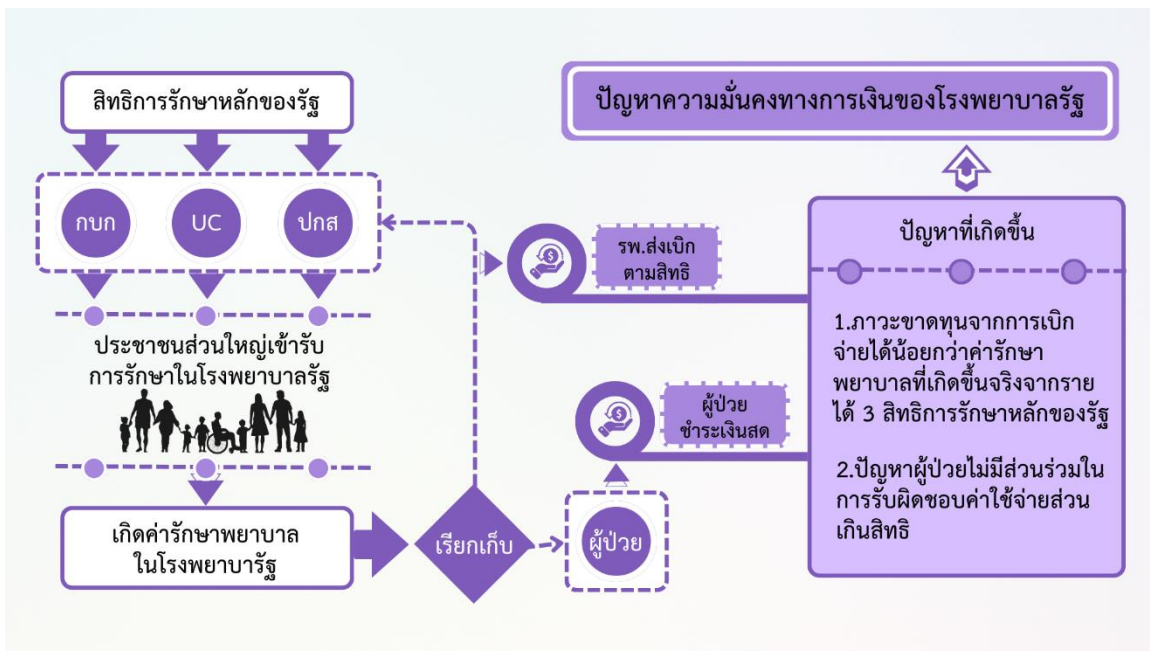 สิทธิการรักษาหลักของรัฐ
กบก
UC
ปกส
ประชาชนส่วนใหญ่เข้ารับ
การรักษาในโรงพยาบาลรัฐ
เกิดค่ารักษาพยาบาล
ในโรงพยาบารัฐ
เรียกเก็บ
ผู้ป่วย
รพ.ส่งเบิก
ตามสิทธิ
ผู้ป่วย
ชำระเงินสด
ปัญหาความมั่นคงทางการเงินของโรงพยาบาลรัฐ
ปัญหาที่เกิดขึ้น
1.ภาวะขาดทุนจากการเบิก
จ่ายได้น้อยกว่าค่ารักษา
พยาบาลที่เกิดขึ้นจริงจากราย
ได้ 3 สิทธิการรักษาหลักของรัฐ
2.ปัญหาผู้ป่วยไม่มีส่วนร่วมใน
การรับผิดชอบค่าใช้จ่ายส่วน
เกินสิทธิ